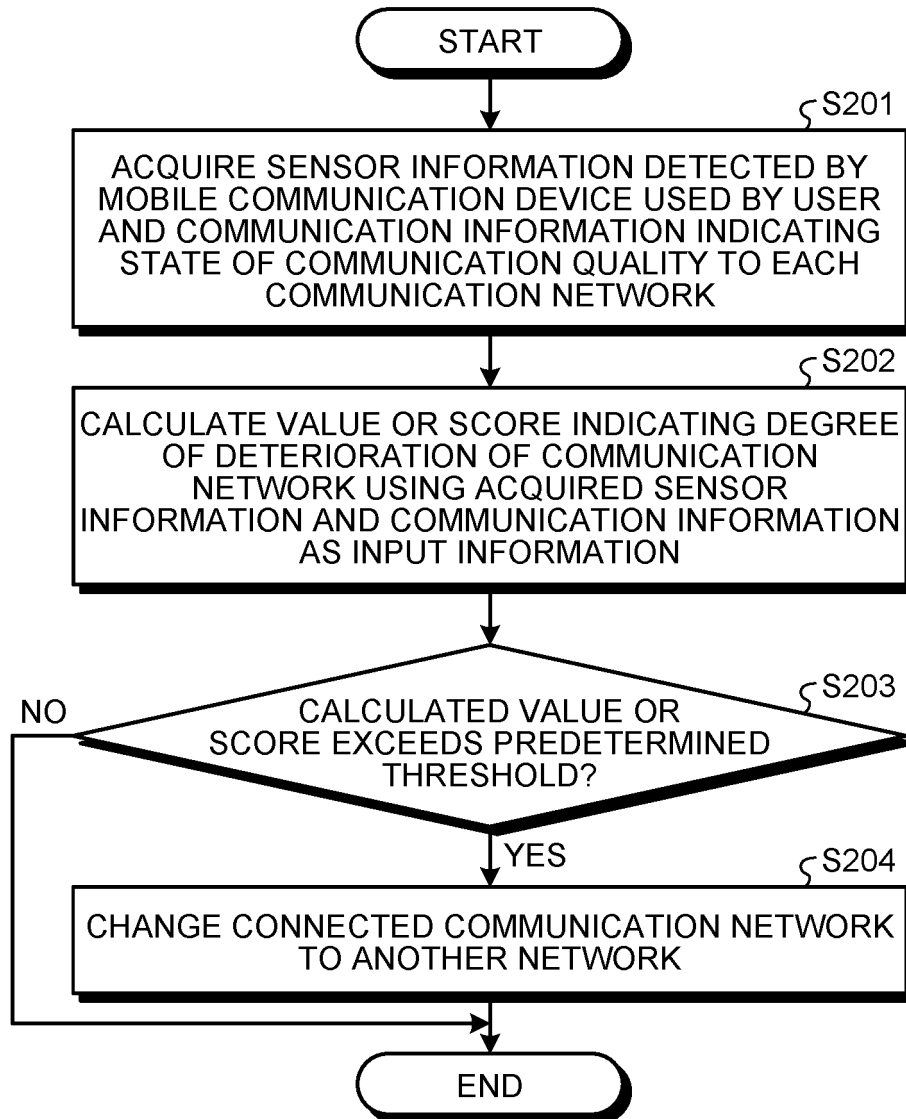 START
S201
ACQUIRE SENSOR INFORMATION DETECTED BY
MOBILE COMMUNICATION DEVICE USED BY USER
AND COMMUNICATION INFORMATION INDICATING
STATE OF COMMUNICATION QUALITY TO EACH
COMMUNICATION NETWORK
S202
CALCULATE VALUE OR SCORE INDICATING DEGREE
OF DETERIORATION OF COMMUNICATION
NETWORK USING ACQUIRED SENSOR
INFORMATION AND COMMUNICATION INFORMATION
AS INPUT INFORMATION
S203
NO
CALCULATED VALUE OR
SCORE EXCEEDS PREDETERMINED
THRESHOLD?
YES
S204
CHANGE CONNECTED COMMUNICATION NETWORK
TO ANOTHER NETWORK
END